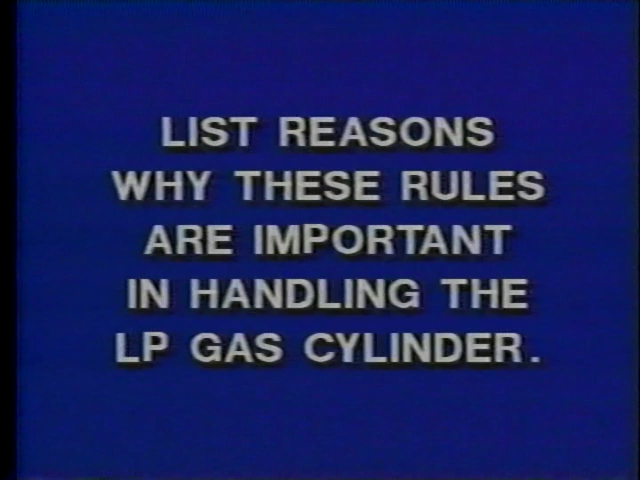 LIST REASONS
WHY THESE RULES
ARE IMPORTANT
IN HANDLING THE
LP GAS CYLINDER.